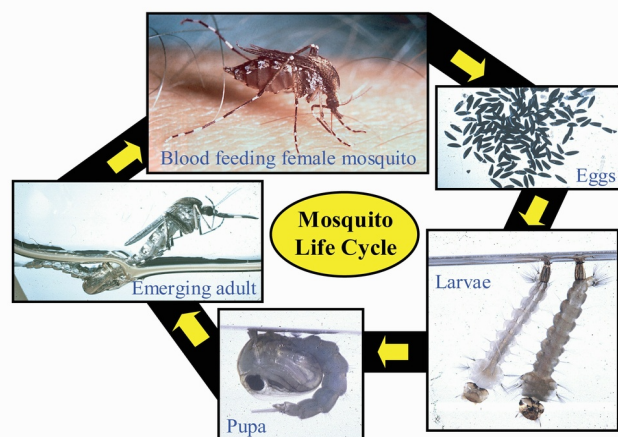 Blood feeding female mosquito
Eggs
Mosquito
Life Cycle
Larvae
Emerging adult
Pupa